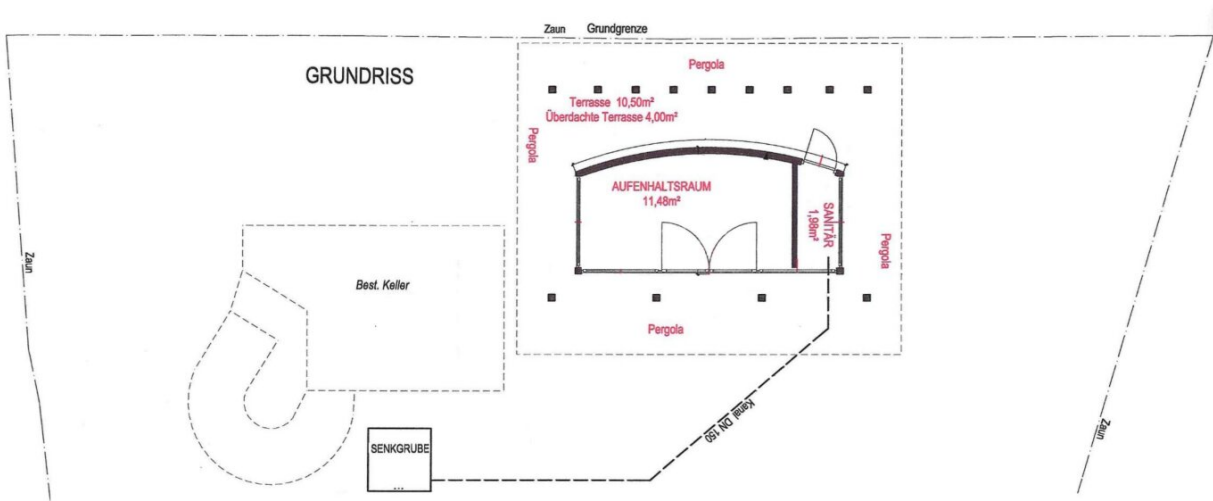 Zaun Grundgrenze
GRUNDRISS
Pergola
Terrasse 10,50m²
Überdachte Terrasse 4,00m²
Pergola
AUFENHALTSRAUM
11,48m²
SANITÄR
1,98m²
Pergola
Zaun
Best. Keller
Pergola
Kanal DN 150
Zaun
SENKGRUBE
...